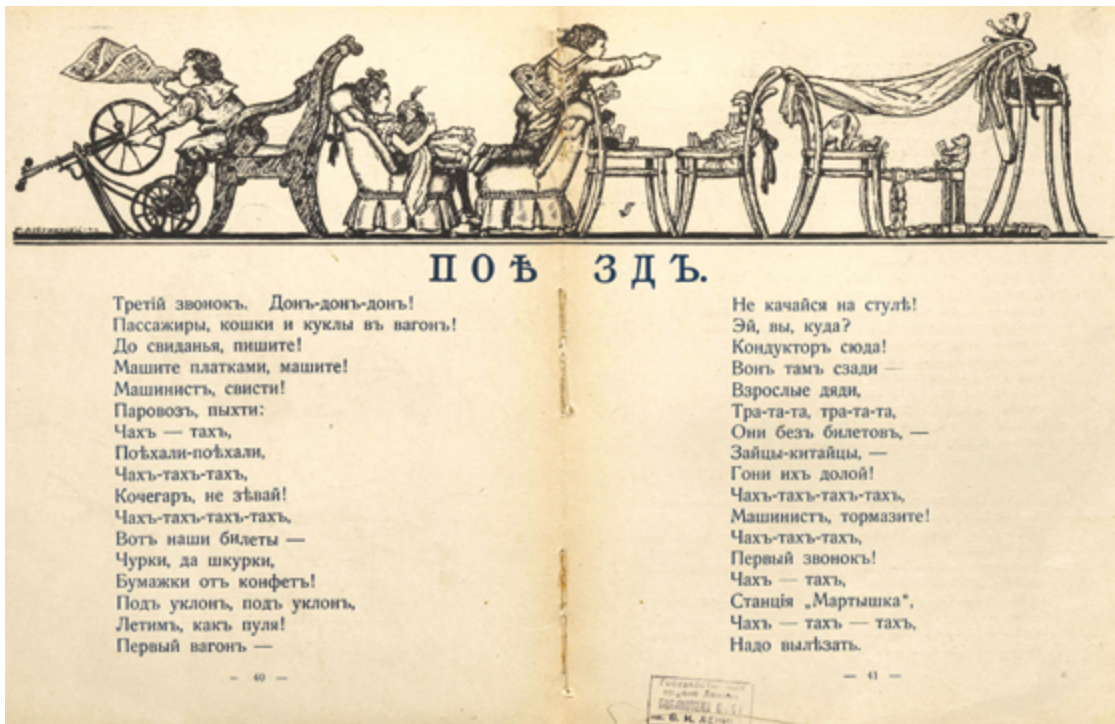 ПОѢЗДЪ.
Третій звонокъ. Донъ-донъ-донъ!
Пассажиры, кошки и куклы въ вагонъ!
До свиданья, пишите!
Машите платками, машите!
Машинистъ, свисти!
Паровозъ, пыхти:
Чахъ — тахъ,
Поѣхали-поѣхали,
Чахъ-тахъ-тахъ,
Кочегаръ, не зѣвай!
Чахъ-тахъ-тахъ-тахъ,
Вотъ наши билеты —
Чурки, да шкурки,
Бумажки отъ конфетъ!
Подъ уклонъ, подъ уклонъ,
Летимъ, какъ пуля!
Первый вагонъ —
— 40 —
Не качайся на стулѣ!
Эй, вы, куда?
Кондукторъ сюда!
Вонъ тамъ сзади —
Взрослые дяди,
Тра-та-та, тра-та-та,
Они безъ билетовъ, —
Зайцы-китайцы, —
Гони ихъ долой!
Чахъ-тахъ-тахъ-тахъ,
Машинистъ, тормазите!
Чахъ-тахъ-тахъ,
Первый звонокъ!
Чахъ — тахъ,
Станція „Мартышка“,
Чахъ — тахъ — тахъ,
Надо вылѣзать.
— 41 —